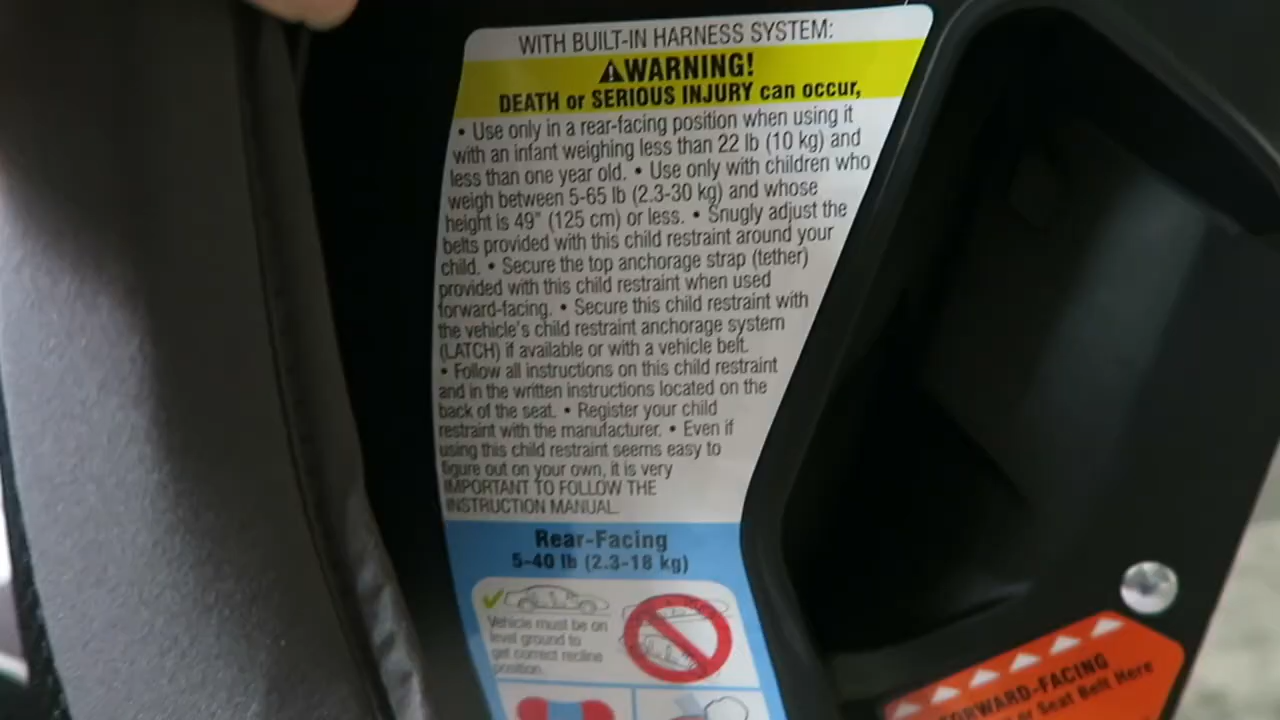 WITH BUILT-IN HARNESS SYSTEM:
WARNING!
DEATH or SERIOUS INJURY can occur,
• Use only in a rear-facing position when using it
with an infant weighing less than 22 lb (10 kg) and
less than one year old. • Use only with children who
weigh between 5-65 lb (2.3-30 kg) and whose
height is 49" (125 cm) or less. • Snugly adjust the
belts provided with this child restraint around your
child. • Secure the top anchorage strap (tether)
provided with this child restraint when used
forward-facing. • Secure this child restraint with
the vehicle's child restraint anchorage system
(LATCH) if available or with a vehicle belt.
• Follow all instructions on this child restraint
and in the written instructions located on the
back of the seat. • Register your child
restraint with the manufacturer. • Even if
using this child restraint seems easy to
figure out on your own, it is very
IMPORTANT TO FOLLOW THE
INSTRUCTION MANUAL.
Rear-Facing
5-40 lb (2.3-18 kg)
Vehicle must be on
level ground to
get correct recline
position.
FORWARD-FACING
or Seat Belt Here